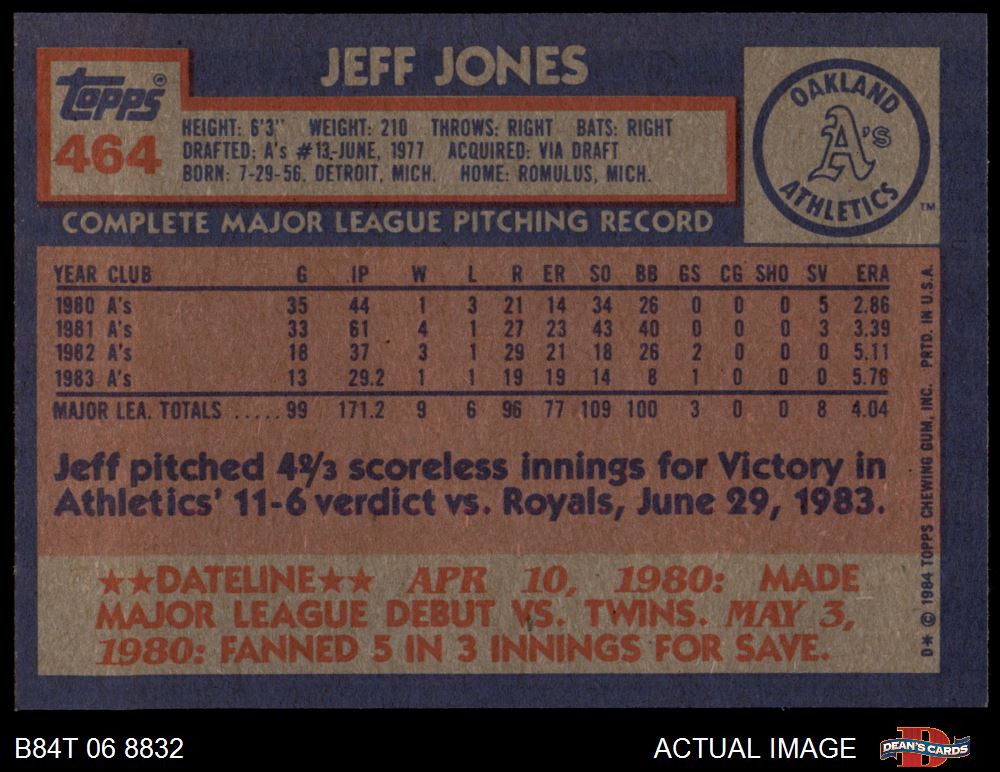 JEFF JONES
Topps®
464
HEIGHT: 6'3" WEIGHT: 210 THROWS: RIGHT BATS: RIGHT
DRAFTED: A's #13-JUNE, 1977 ACQUIRED: VIA DRAFT
BORN: 7-29-56, DETROIT, MICH. HOME: ROMULUS, MICH.
OAKLAND
A's
ATHLETICS
TM
COMPLETE MAJOR LEAGUE PITCHING RECORD
YEAR CLUB G IP W L R ER SO BB GS CG SHO SV ERA
1980 A's 35 44 1 3 21 14 34 26 0 0 0 5 2.86
1981 A's 33 61 4 1 27 23 43 40 0 0 0 3 3.39
1982 A's 18 37 3 1 29 21 18 26 2 0 0 0 5.11
1983 A's 13 29.2 1 1 19 19 14 8 1 0 0 0 5.76
MAJOR LEA. TOTALS ..... 99 171.2 9 6 96 77 109 100 3 0 0 8 4.04
Jeff pitched 4⅔ scoreless innings for Victory in
Athletics' 11-6 verdict vs. Royals, June 29, 1983.
★★DATELINE★★ APR 10, 1980: MADE
MAJOR LEAGUE DEBUT VS. TWINS. MAY 3,
1980: FANNED 5 IN 3 INNINGS FOR SAVE.
D* © 1984 TOPPS CHEWING GUM, INC. PRTD. IN U.S.A.
B84T 06 8832
ACTUAL IMAGE
DEAN'S CARDS